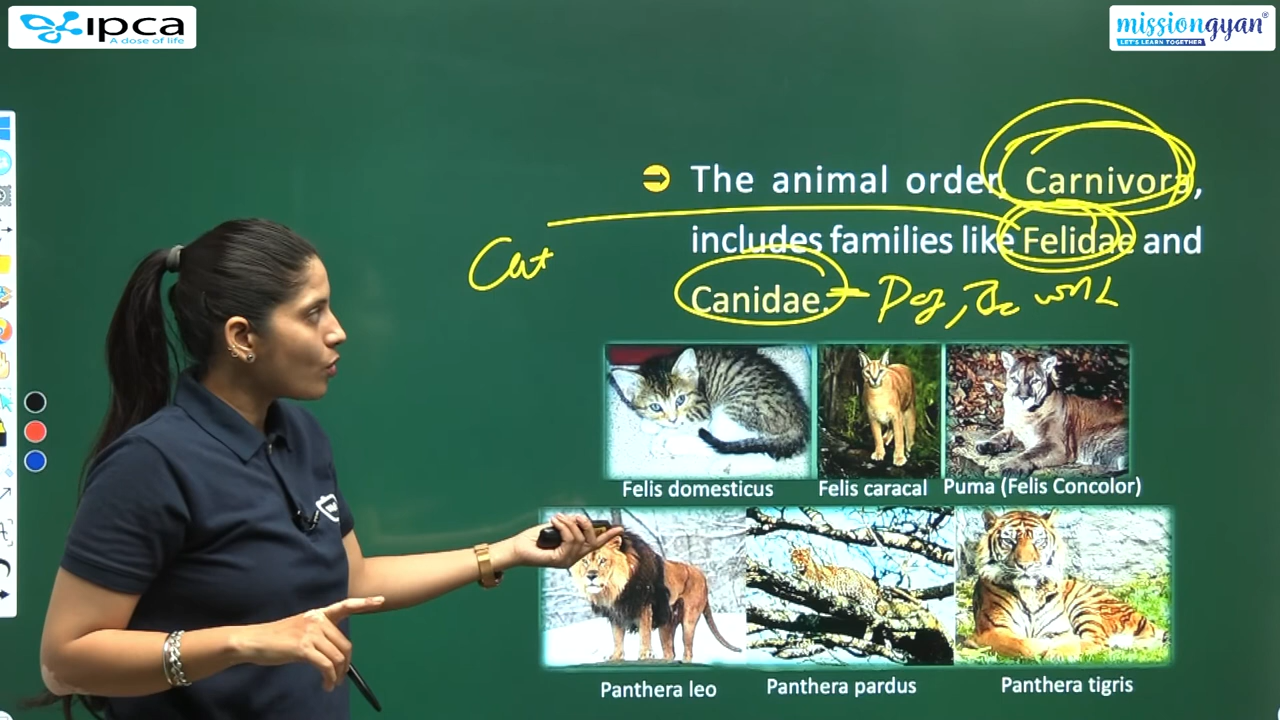 ipca
A dose of life
missiongyan®
LET'S LEARN TOGETHER
The animal order, Carnivora,
includes families like Felidae and
Cat
Canidae. - Dog,
Felis domesticus Felis caracal Puma (Felis Concolor)
Panthera leo Panthera pardus Panthera tigris